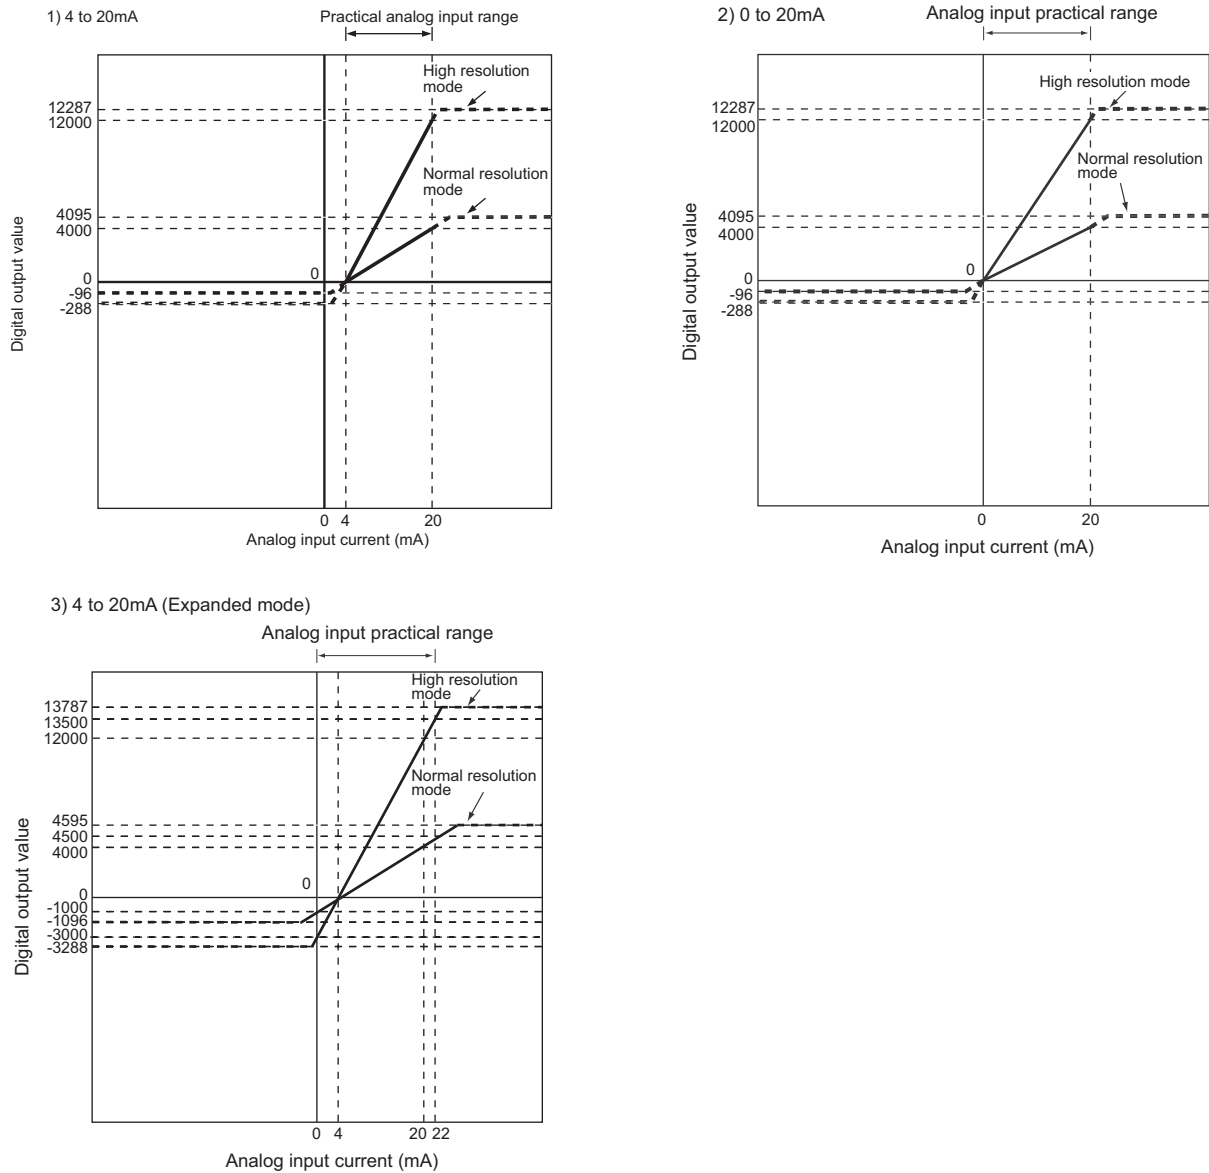 1) 4 to 20mA
Practical analog input range
High resolution
mode
12287
12000
Normal resolution
mode
4095
4000
0
0
-96
-288
Digital output value
0 4 20
Analog input current (mA)
2) 0 to 20mA
Analog input practical range
High resolution mode
12287
12000
Normal resolution
mode
4095
4000
0
0
-96
-288
Digital output value
0 20
Analog input current (mA)
3) 4 to 20mA (Expanded mode)
Analog input practical range
High resolution
mode
13787
13500
12000
Normal resolution
mode
4595
4500
4000
0
0
-1000
-1096
-3000
-3288
Digital output value
0 4 20 22
Analog input current (mA)